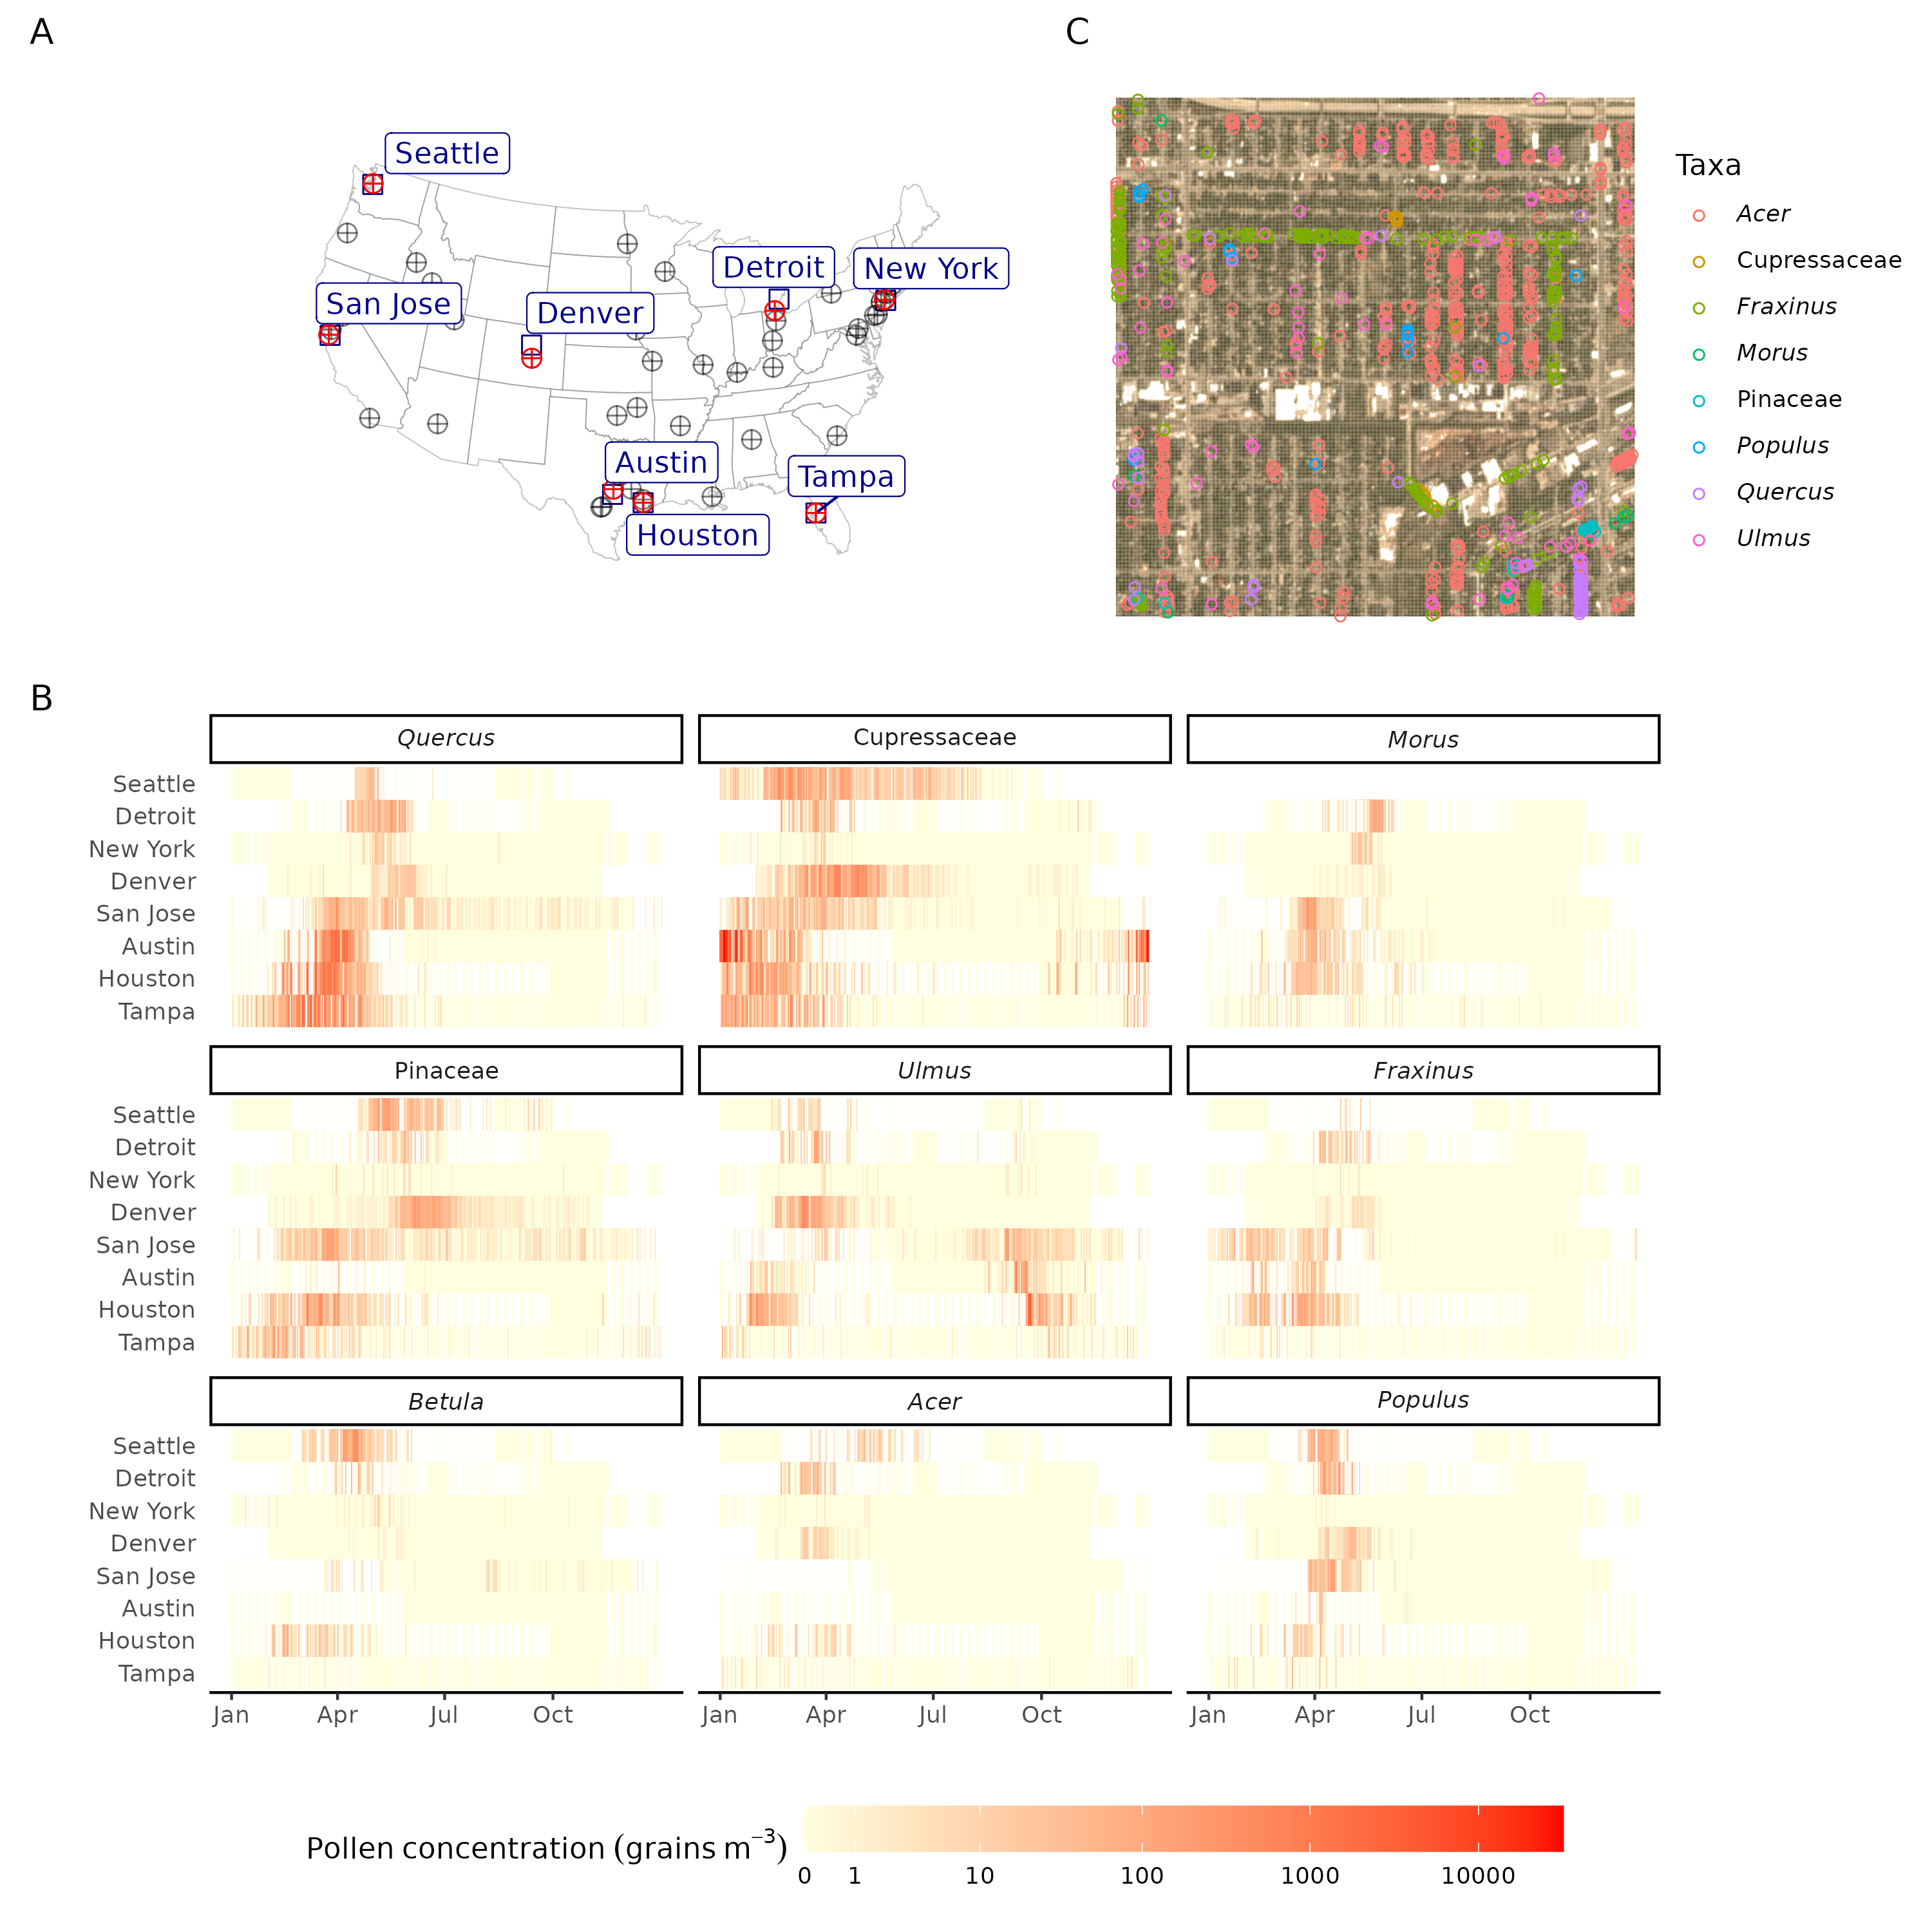 A
Seattle
Detroit
New York
San Jose
Denver
Austin
Tampa
Houston
C
Taxa
Acer
Cupressaceae
Fraxinus
Morus
Pinaceae
Populus
Quercus
Ulmus
B
Quercus
Cupressaceae
Morus
Seattle
Detroit
New York
Denver
San Jose
Austin
Houston
Tampa
Pinaceae
Ulmus
Fraxinus
Seattle
Detroit
New York
Denver
San Jose
Austin
Houston
Tampa
Betula
Acer
Populus
Seattle
Detroit
New York
Denver
San Jose
Austin
Houston
Tampa
Jan Apr Jul Oct
Jan Apr Jul Oct
Jan Apr Jul Oct
Pollen concentration (grains m⁻³)
0 1 10 100 1000 10000